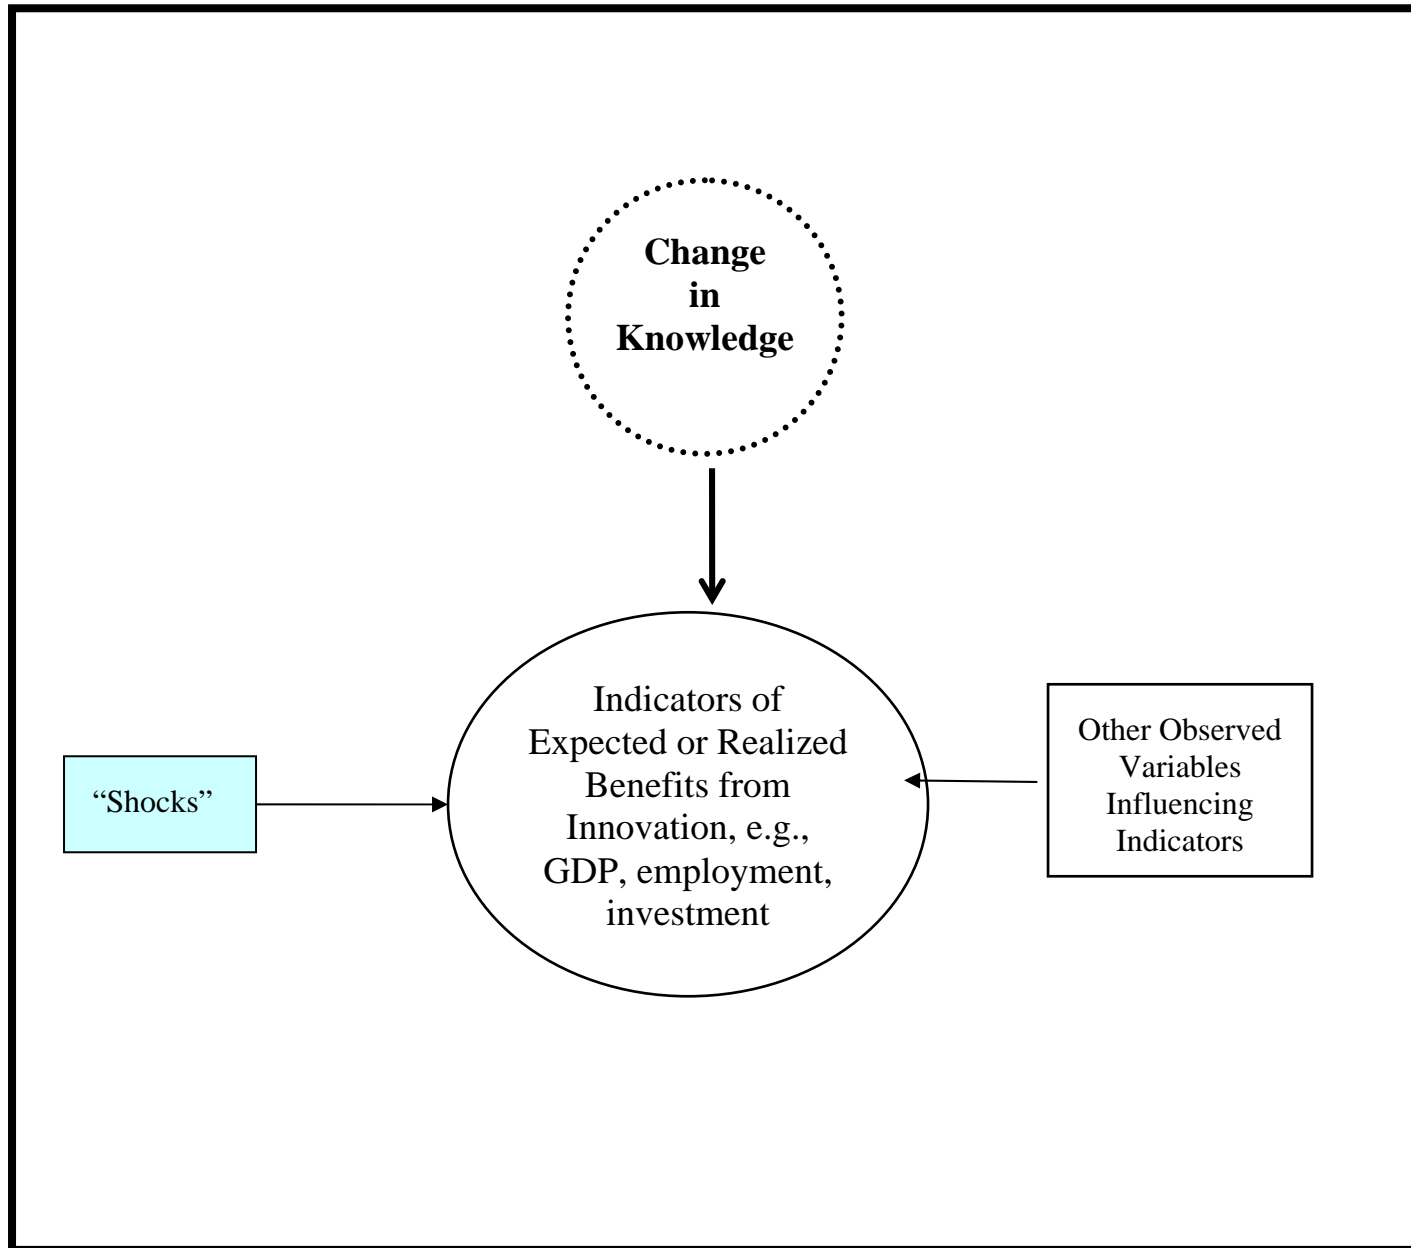 Change
in
Knowledge
Indicators of
Expected or Realized
Benefits from
Innovation, e.g.,
GDP, employment,
investment
“Shocks”
Other Observed
Variables
Influencing
Indicators